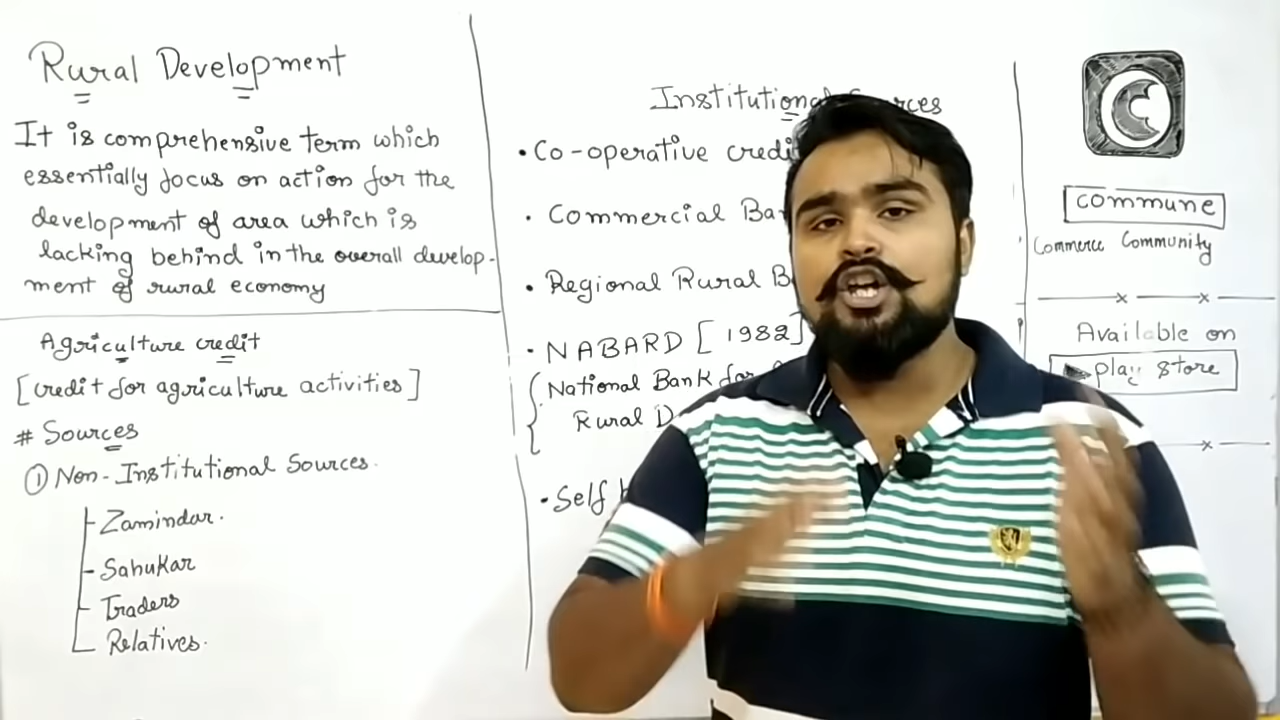 Rural Development
It is comprehensive term which
essentially focus on action for the
development of area which is
lacking behind in the overall develop-
ment of rural economy
Agriculture credit
[credit for agriculture activities]
# Sources
① Non-Institutional Sources.
Zamindar.
Sahukar
Traders
Relatives.
Institutional
• Co-operative credit
• Commercial Ban
• Regional Rural B
• NABARD [1982]
National Bank for
Rural D
• Self
commune
Commerce Community
Available on
play store